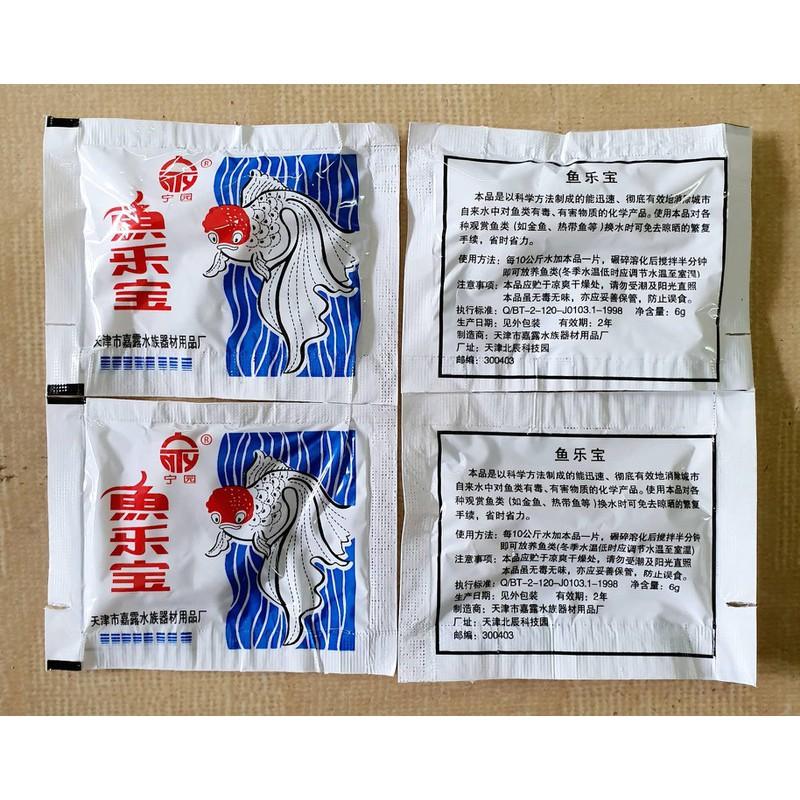 宁园
®
魚乐宝
天津市嘉露水族器材用品厂
鱼乐宝
本品是以科学方法制成的能迅速、彻底有效地消除城市
自来水中对鱼类有毒、有害物质的化学产品。使用本品对各
种观赏鱼类(如金鱼、热带鱼等)换水时可免去晾晒的繁复
手续，省时省力。
使用方法：每10公斤水加本品一片，碾碎溶化后搅拌半分钟
即可放养鱼类(冬季水温低时应调节水温至室温)
注意事项：本品应贮于凉爽干燥处，请勿受潮及阳光直照
本品虽无毒无味，亦应妥善保管，防止误食。
执行标准：Q/BT-2-120-J0103.1-1998 净含量：6g
生产日期：见外包装 有效期：2年
制造商：天津市嘉露水族器材用品厂
厂址：天津北辰科技园
邮编：300403
宁园
®
魚乐宝
天津市嘉露水族器材用品厂
鱼乐宝
本品是以科学方法制成的能迅速、彻底有效地消除城市
自来水中对鱼类有毒、有害物质的化学产品。使用本品对各
种观赏鱼类(如金鱼、热带鱼等)换水时可免去晾晒的繁复
手续，省时省力。
使用方法：每10公斤水加本品一片，碾碎溶化后搅拌半分钟
即可放养鱼类(冬季水温低时应调节水温至室温)
注意事项：本品应贮于凉爽干燥处，请勿受潮及阳光直照
本品虽无毒无味，亦应妥善保管，防止误食。
执行标准：Q/BT-2-120-J0103.1-1998 净含量：6g
生产日期：见外包装 有效期：2年
制造商：天津市嘉露水族器材用品厂
厂址：天津北辰科技园
邮编：300403